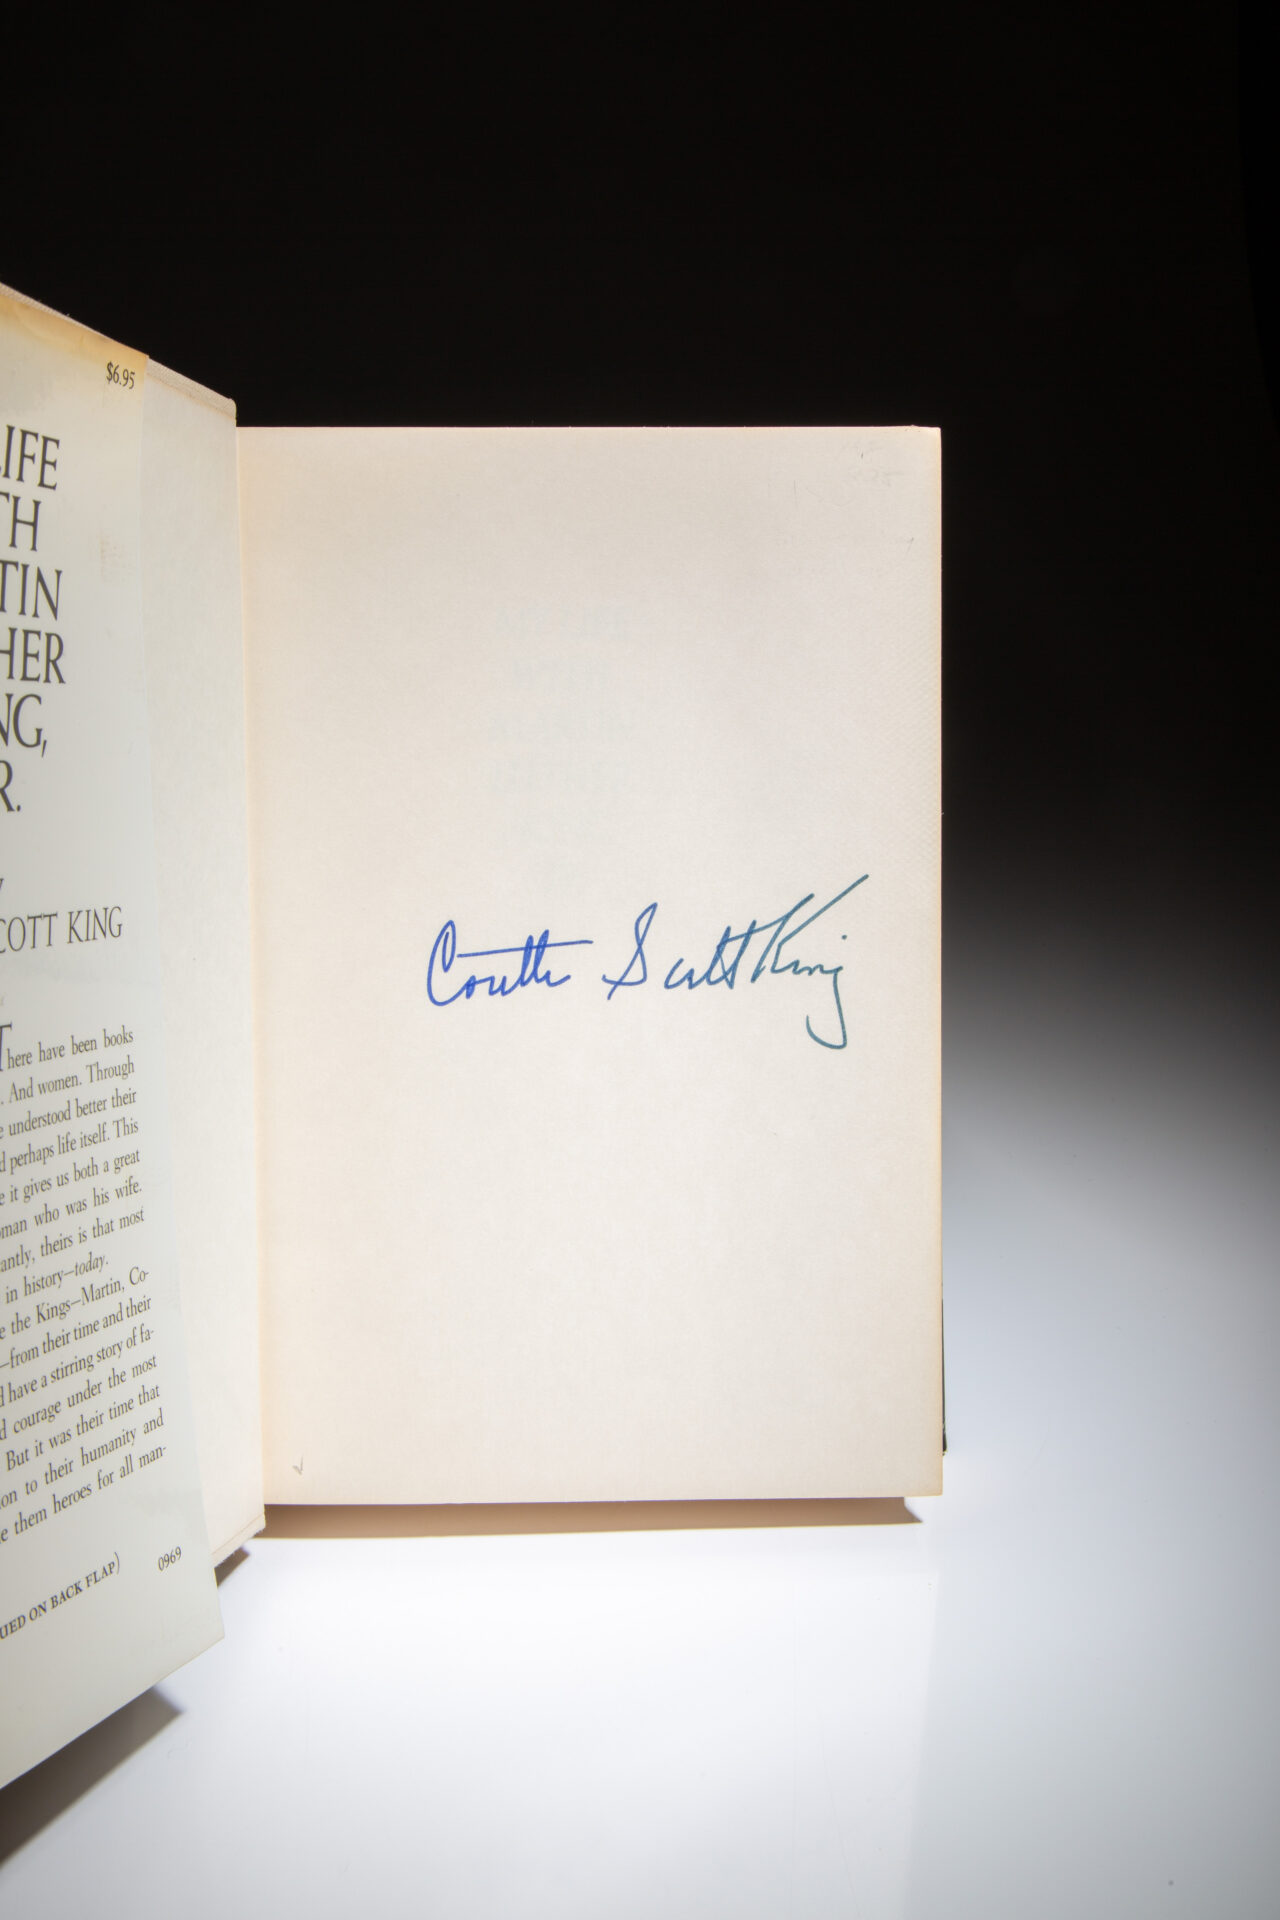 $6.95
LIFE
TH
TIN
HER
NG,
R.
COTT KING
There have been books
. And women. Through
e understood better their
d perhaps life itself. This
e it gives us both a great
oman who was his wife.
cantly, theirs is that most
in history—today.
e the Kings—Martin, Co-
—from their time and their
d have a stirring story of fa-
d courage under the most
But it was their time that
on to their humanity and
e them heroes for all man-
UED ON BACK FLAP)
0969
Coretta Scott King